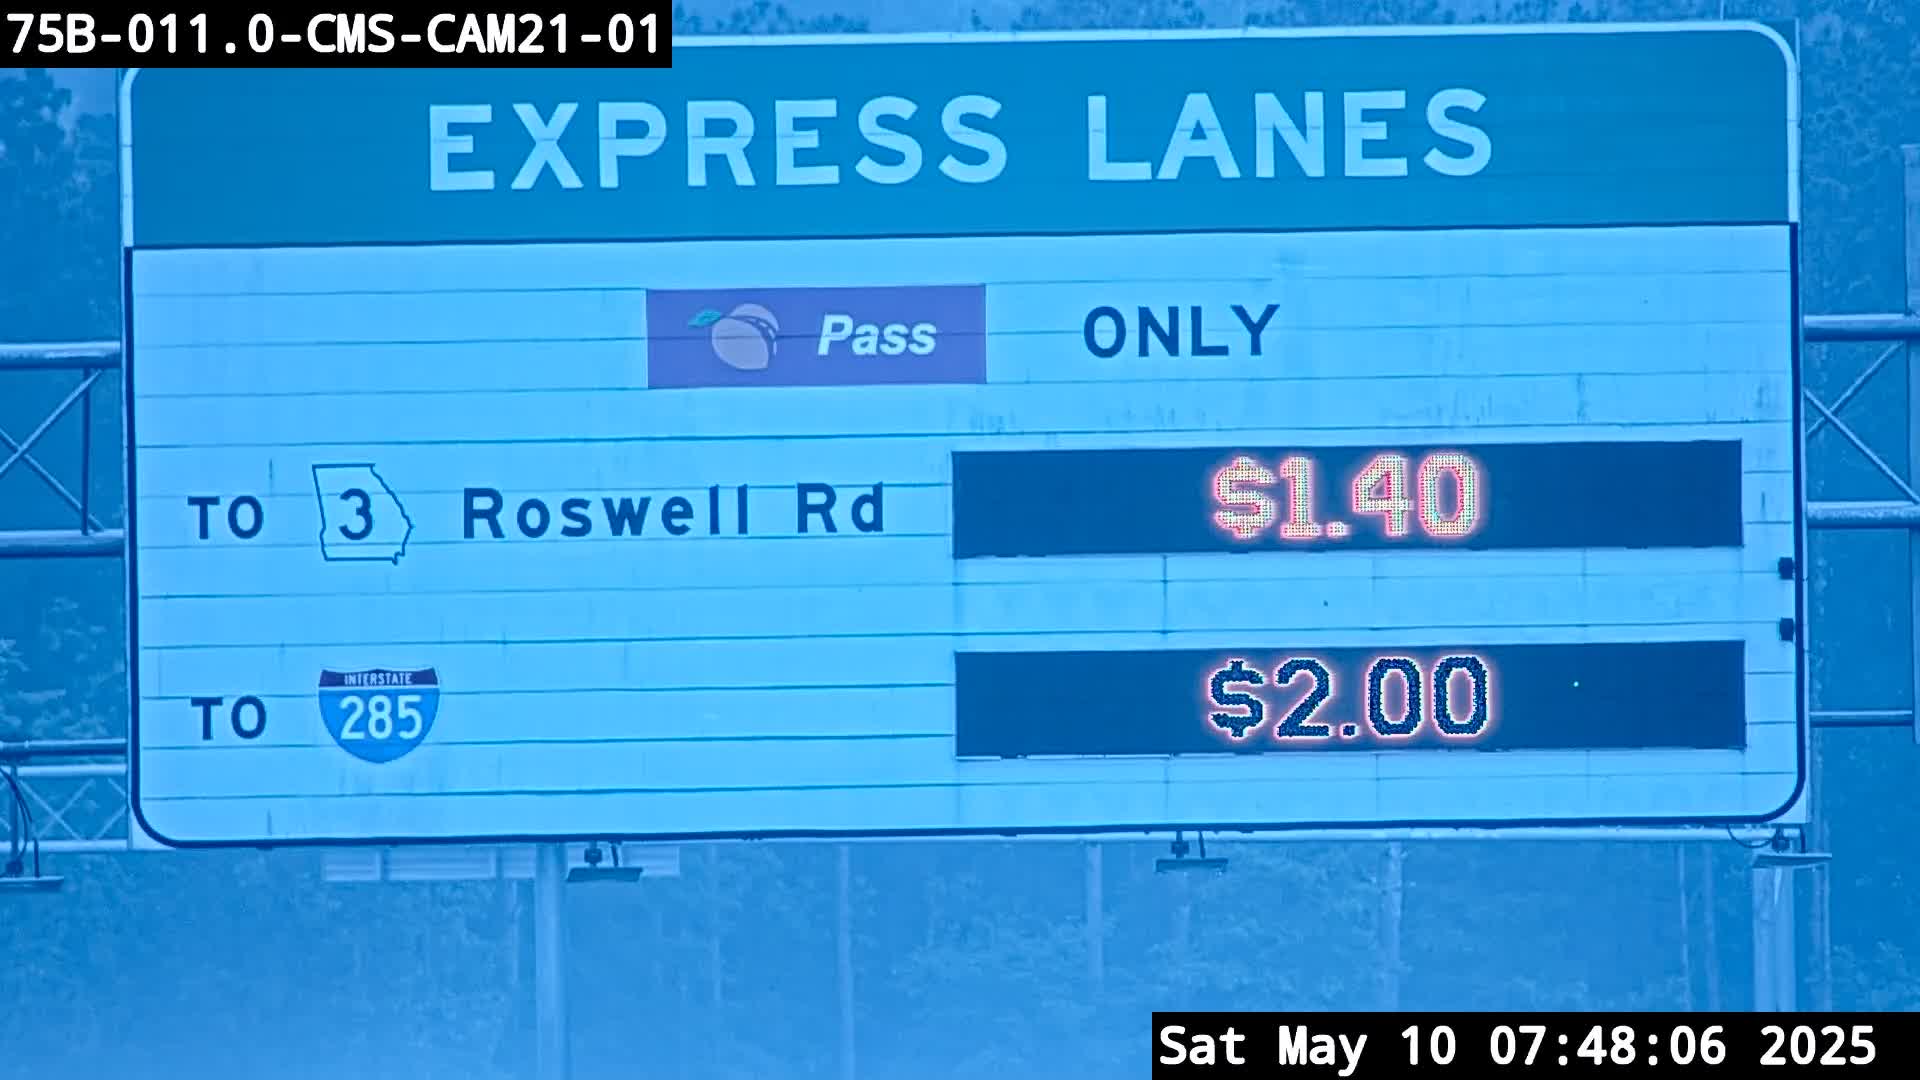 75B-011.0-CMS-CAM21-01
EXPRESS LANES
Pass ONLY
TO 3 Roswell Rd $1.40
INTERSTATE
TO 285 $2.00
Sat May 10 07:48:06 2025